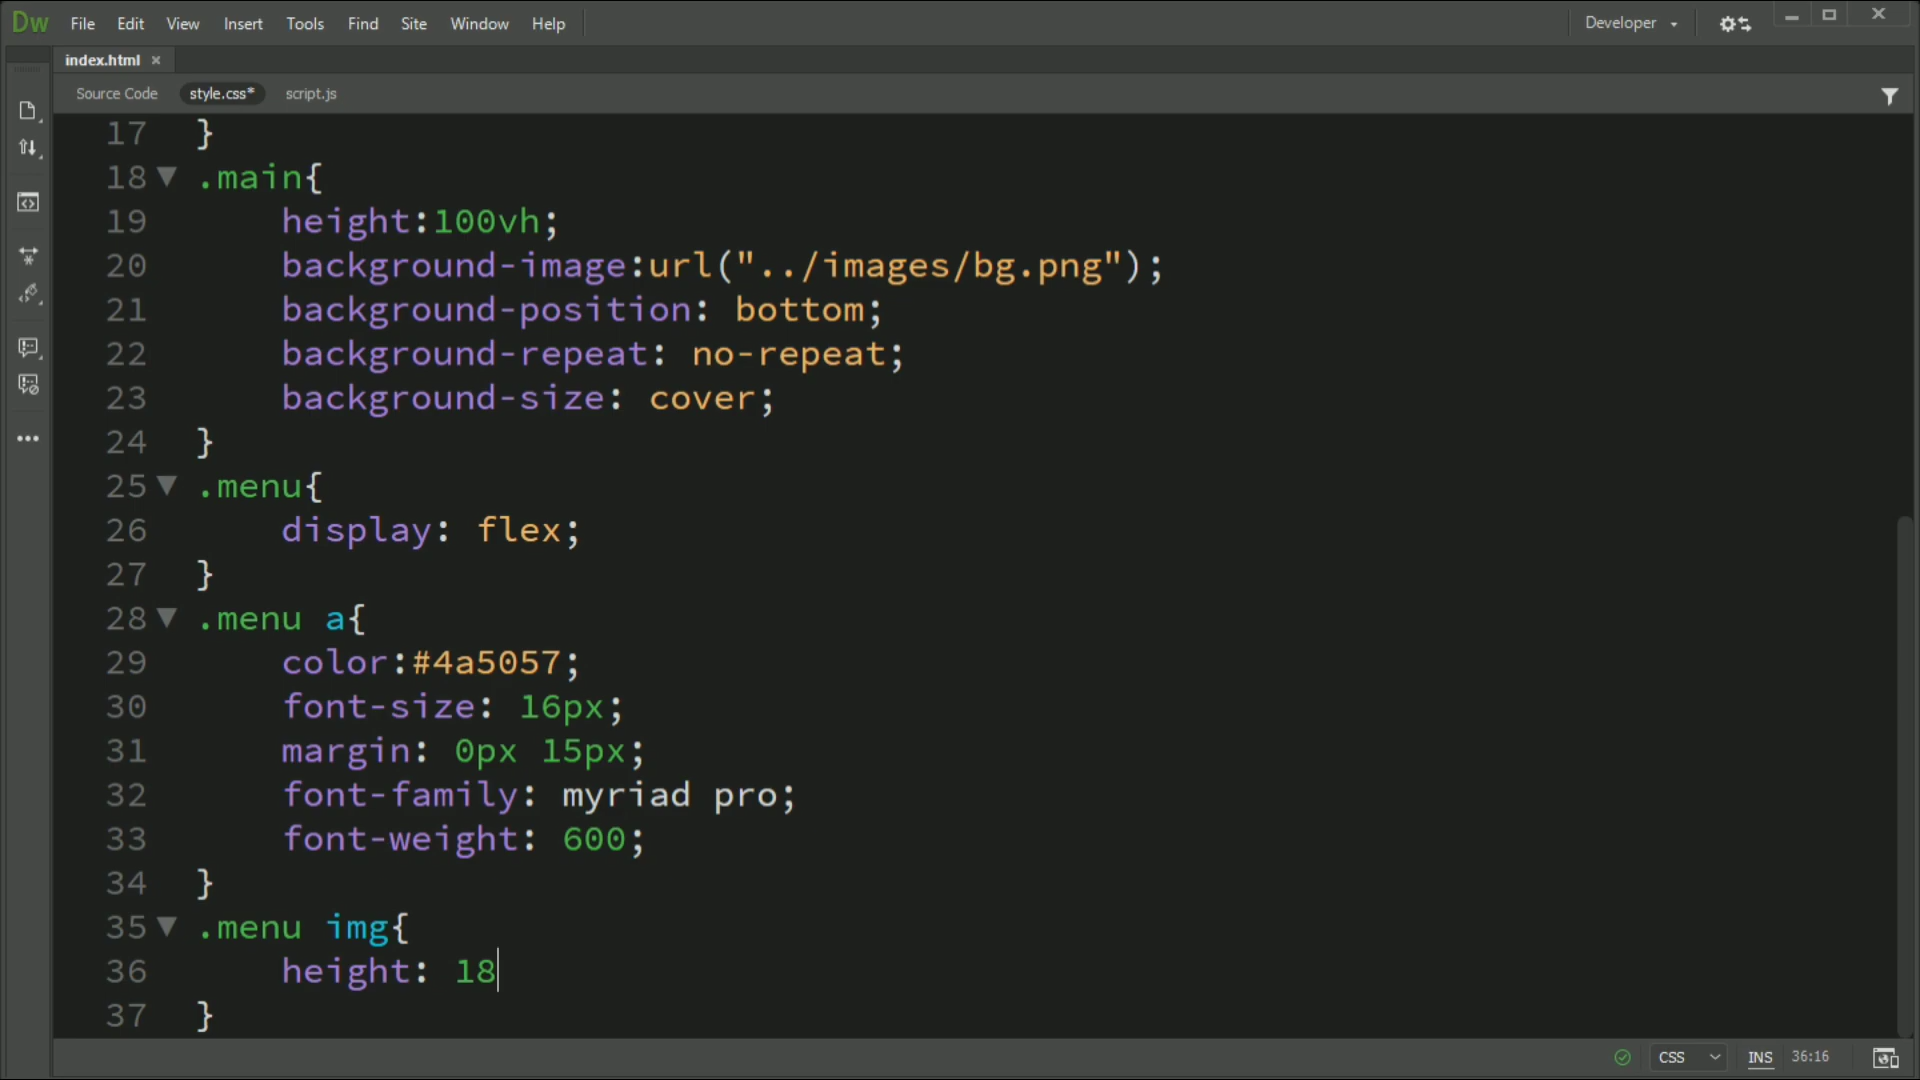 Dw File Edit View Insert Tools Find Site Window Help Developer
index.html
Source Code style.css* script.js
17 }
18 .main{
19 height:100vh;
20 background-image:url("../images/bg.png");
21 background-position: bottom;
22 background-repeat: no-repeat;
23 background-size: cover;
24 }
25 .menu{
26 display: flex;
27 }
28 .menu a{
29 color:#4a5057;
30 font-size: 16px;
31 margin: 0px 15px;
32 font-family: myriad pro;
33 font-weight: 600;
34 }
35 .menu img{
36 height: 18
37 }
CSS INS 36:16